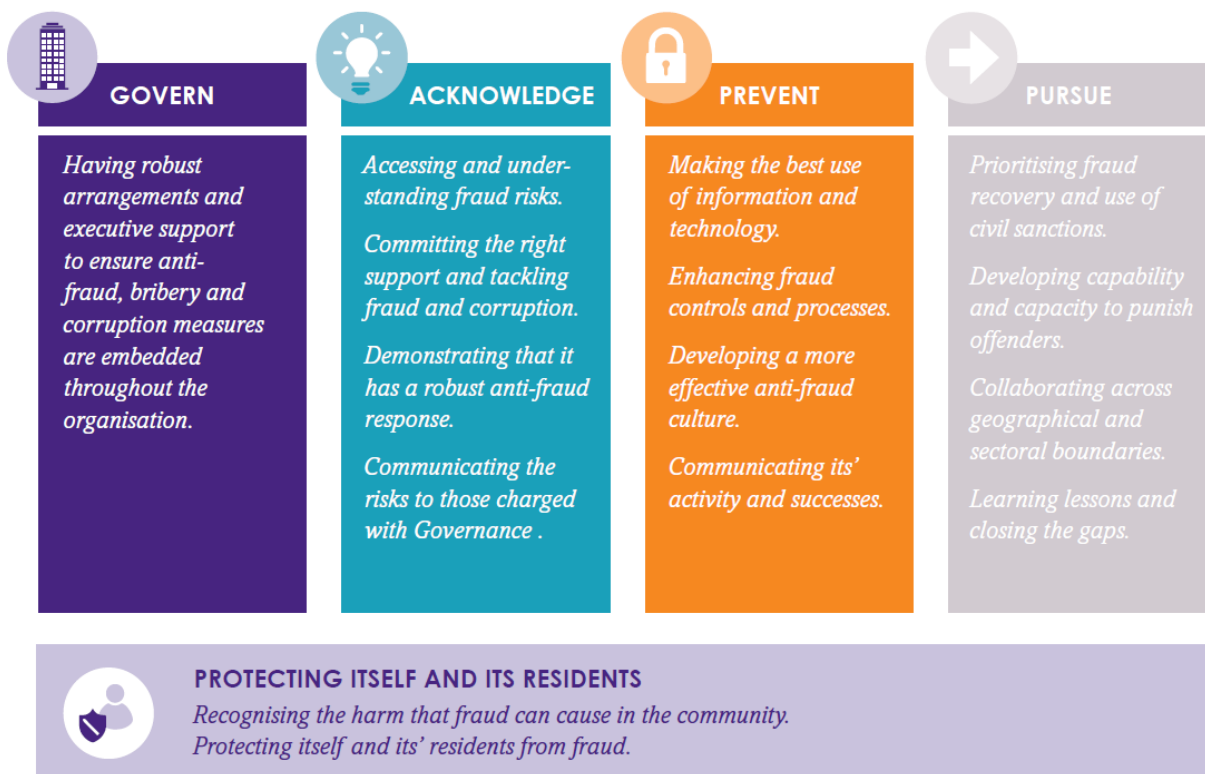 GOVERN
Having robust
arrangements and
executive support
to ensure anti-
fraud, bribery and
corruption measures
are embedded
throughout the
organisation.
ACKNOWLEDGE
Accessing and under-
standing fraud risks.
Committing the right
support and tackling
fraud and corruption.
Demonstrating that it
has a robust anti-fraud
response.
Communicating the
risks to those charged
with Governance .
PREVENT
Making the best use
of information and
technology.
Enhancing fraud
controls and processes.
Developing a more
effective anti-fraud
culture.
Communicating its’
activity and successes.
PURSUE
Prioritising fraud
recovery and use of
civil sanctions.
Developing capability
and capacity to punish
offenders.
Collaborating across
geographical and
sectoral boundaries.
Learning lessons and
closing the gaps.
PROTECTING ITSELF AND ITS RESIDENTS
Recognising the harm that fraud can cause in the community.
Protecting itself and its’ residents from fraud.